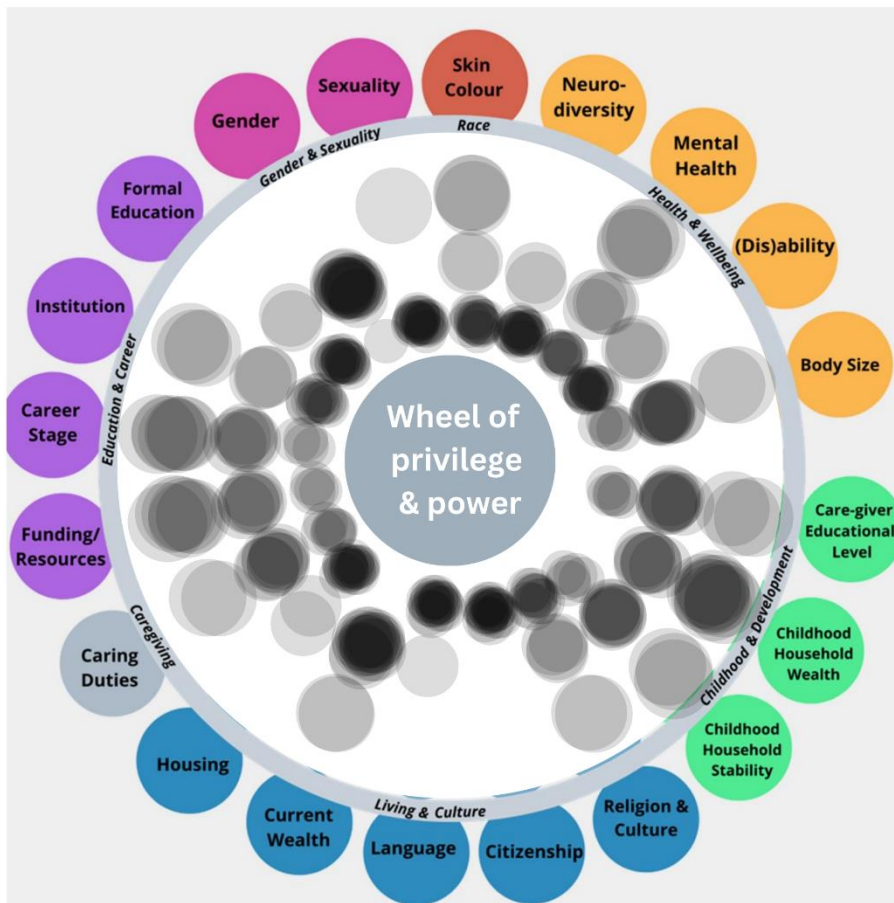 Skin
Colour
Neuro-
diversity
Mental
Health
(Dis)ability
Body Size
Care-giver
Educational
Level
Childhood
Household
Wealth
Childhood
Household
Stability
Religion &
Culture
Citizenship
Language
Current
Wealth
Housing
Caring
Duties
Funding/
Resources
Career
Stage
Institution
Formal
Education
Gender
Sexuality
Race
Health & Wellbeing
Childhood & Development
Living & Culture
Caregiving
Education & Career
Gender & Sexuality
Wheel of
privilege
& power